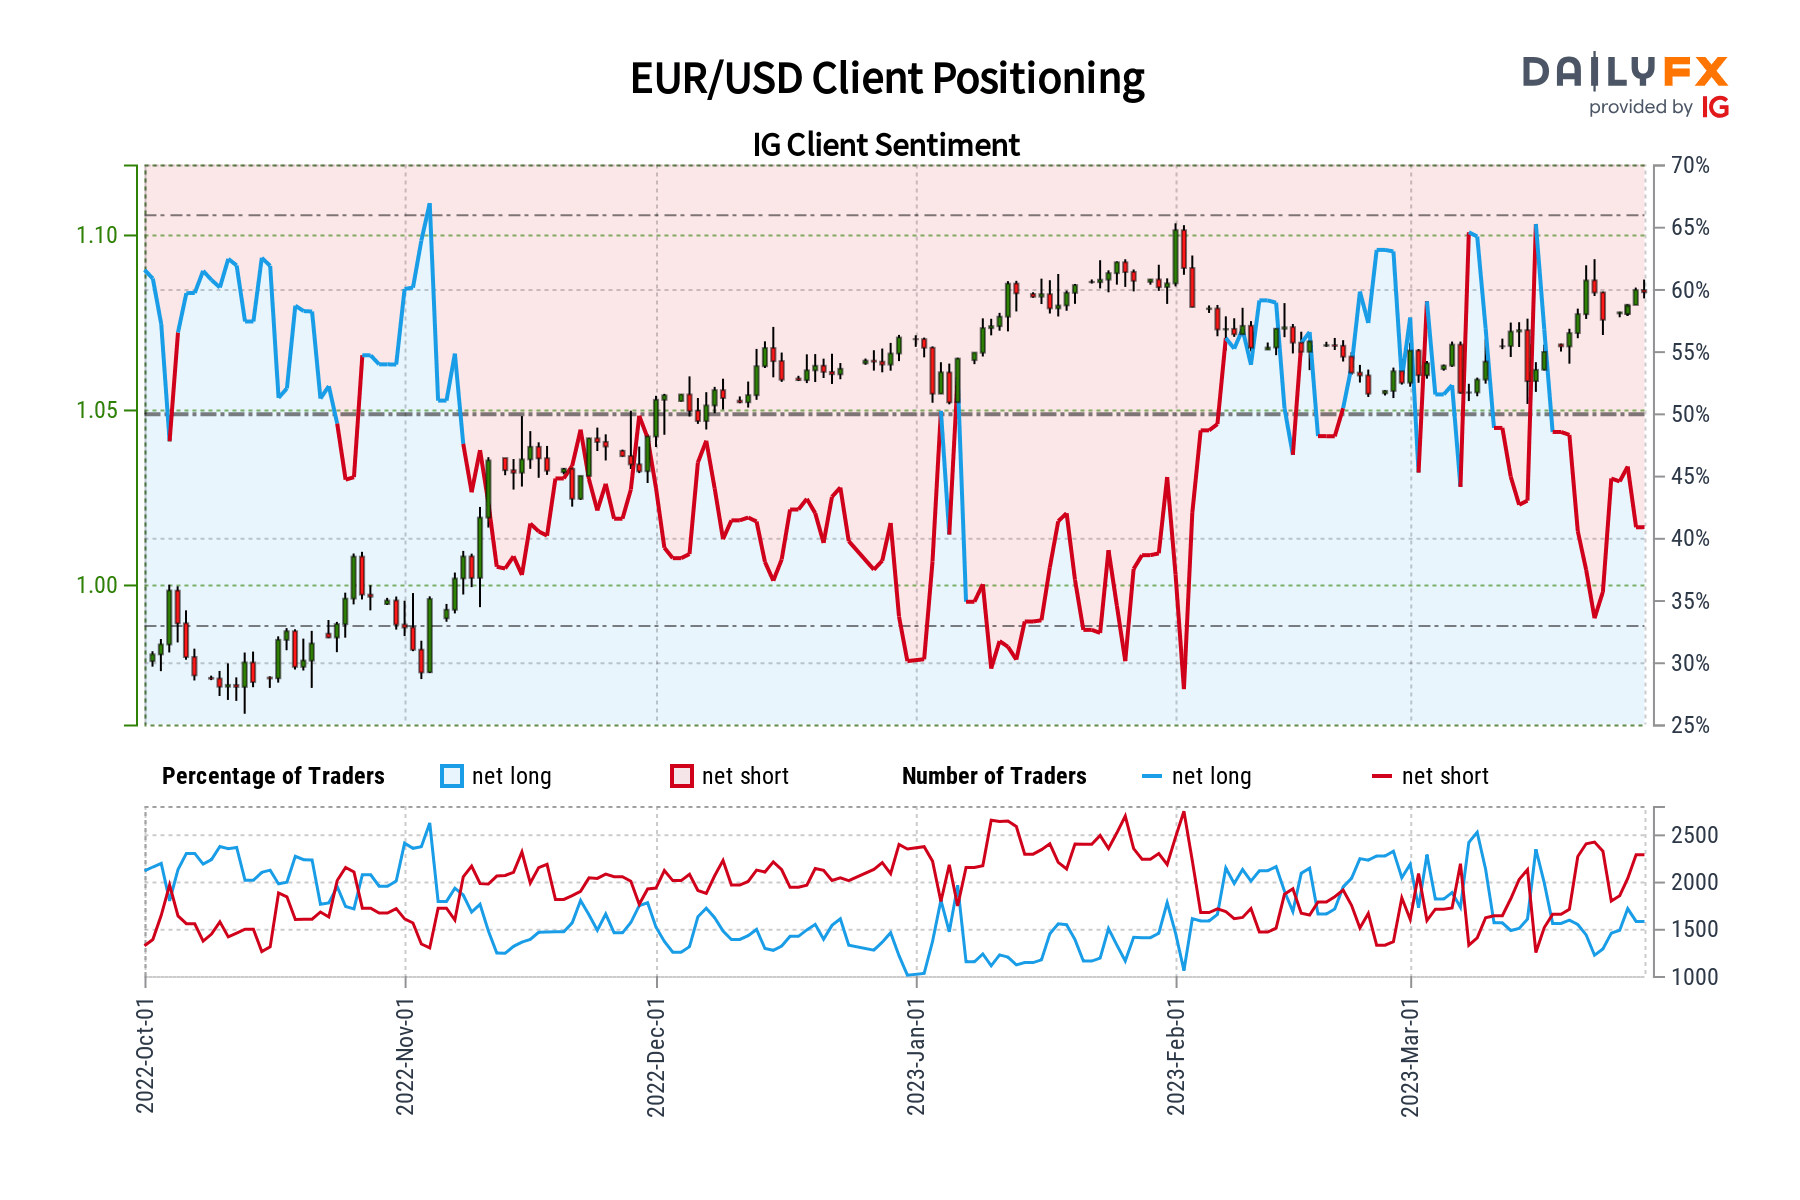 EUR/USD Client Positioning
DAILYFX
provided by IG
IG Client Sentiment
1.10
1.05
1.00
70%
65%
60%
55%
50%
45%
40%
35%
30%
25%
Percentage of Traders net long net short Number of Traders net long net short
2500
2000
1500
1000
2022-Oct-01
2022-Nov-01
2022-Dec-01
2023-Jan-01
2023-Feb-01
2023-Mar-01